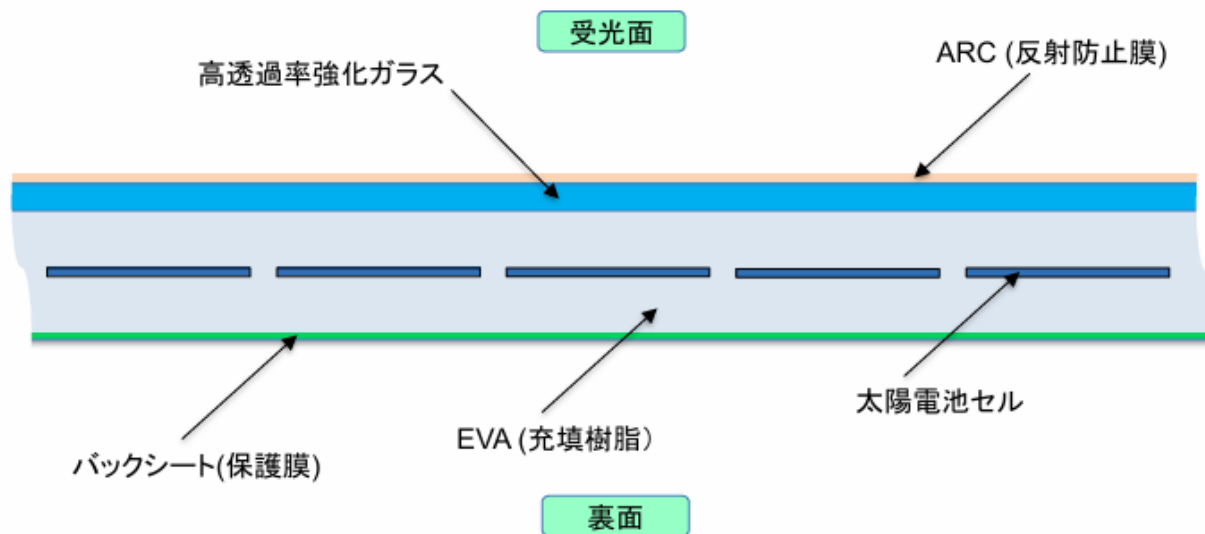 受光面
ARC (反射防止膜)
高透過率強化ガラス
太陽電池セル
EVA (充填樹脂）
バックシート(保護膜)
裏面